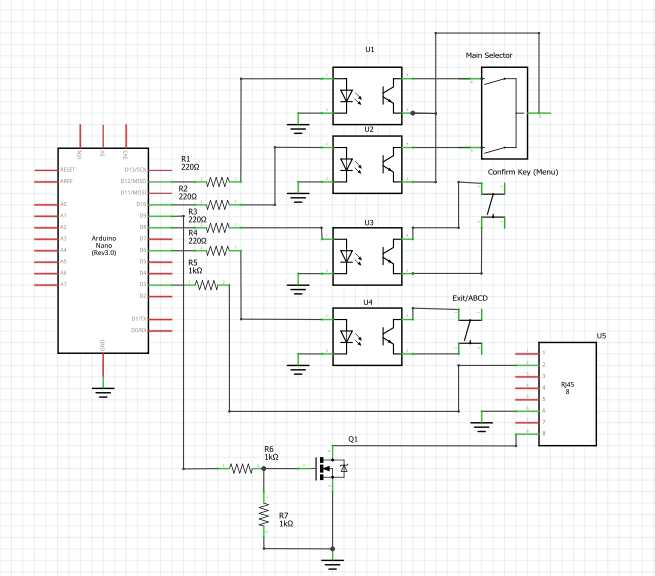 U1
Main Selector
U2
R1
220Ω
R2
220Ω
R3
220Ω
R4
220Ω
R5
1kΩ
Confirm Key (Menu)
U3
Exit/ABCD
U4
U5
VIN
5V
3V3
RESET
AREF
A0
A1
A2
A3
A4
A5
A6
A7
Arduino
Nano
(Rev3.0)
D13/SCK
D12/MISO
D11/MOSI
D10
D9
D8
D7
D6
D5
D4
D3
D2
D1/TX
D0/RX
GND
RJ45
8
1
2
3
4
5
6
7
8
Q1
R6
1kΩ
R7
1kΩ